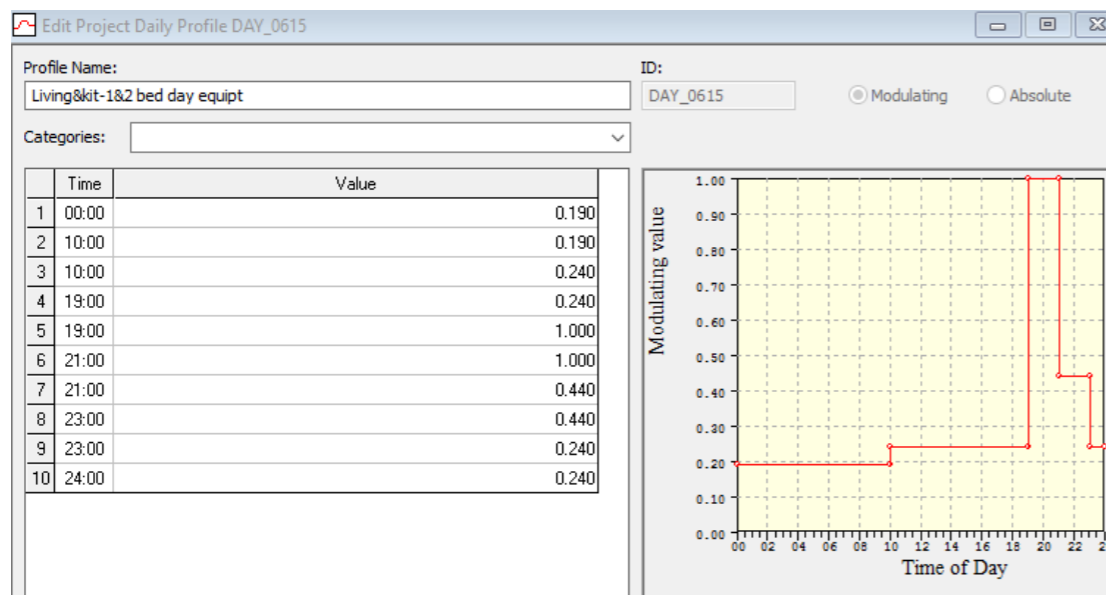 Edit Project Daily Profile DAY_0615
Profile Name:
ID:
Living&kit-1&2 bed day equipt
DAY_0615
Modulating
Absolute
Categories:
Time Value
1 00:00 0.190
2 10:00 0.190
3 10:00 0.240
4 19:00 0.240
5 19:00 1.000
6 21:00 1.000
7 21:00 0.440
8 23:00 0.440
9 23:00 0.240
10 24:00 0.240
Modulating value
1.00
0.90
0.80
0.70
0.60
0.50
0.40
0.30
0.20
0.10
0.00
00 02 04 06 08 10 12 14 16 18 20 22 2
Time of Day